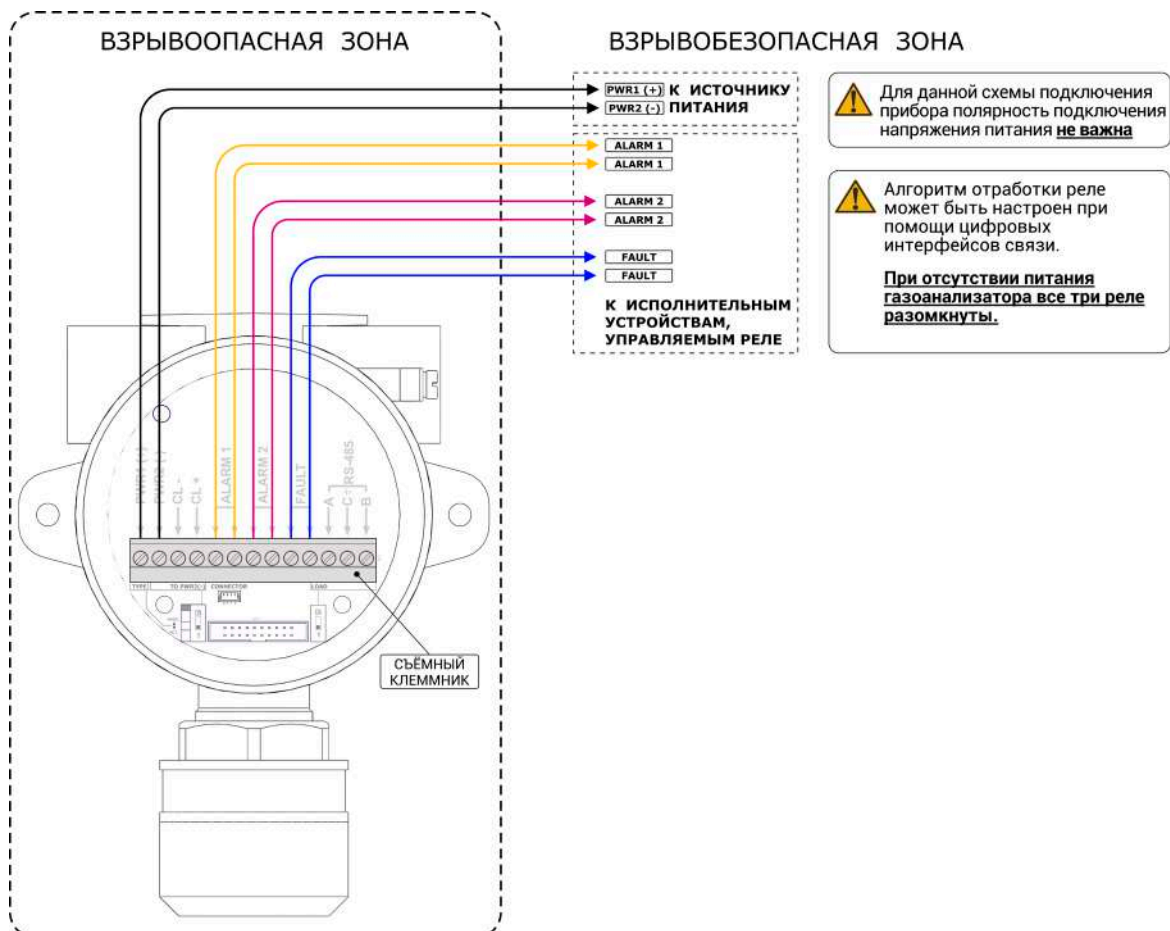 ВЗРЫВООПАСНАЯ ЗОНА
ВЗРЫВОБЕЗОПАСНАЯ ЗОНА
PWR1 (+) К ИСТОЧНИКУ
PWR2 (-) ПИТАНИЯ
ALARM 1
ALARM 1
ALARM 2
ALARM 2
FAULT
FAULT
К ИСПОЛНИТЕЛЬНЫМ
УСТРОЙСТВАМ,
УПРАВЛЯЕМЫМ РЕЛЕ
Для данной схемы подключения
прибора полярность подключения
напряжения питания не важна
Алгоритм отработки реле
может быть настроен при
помощи цифровых
интерфейсов связи.
При отсутствии питания
газоанализатора все три реле
разомкнуты.
CL -
CL +
ALARM 1
ALARM 2
FAULT
A
C
B
RS-485
TYPE
TO PWR2(-)
CONNECTOR
LOAD
СЪЁМНЫЙ
КЛЕММНИК